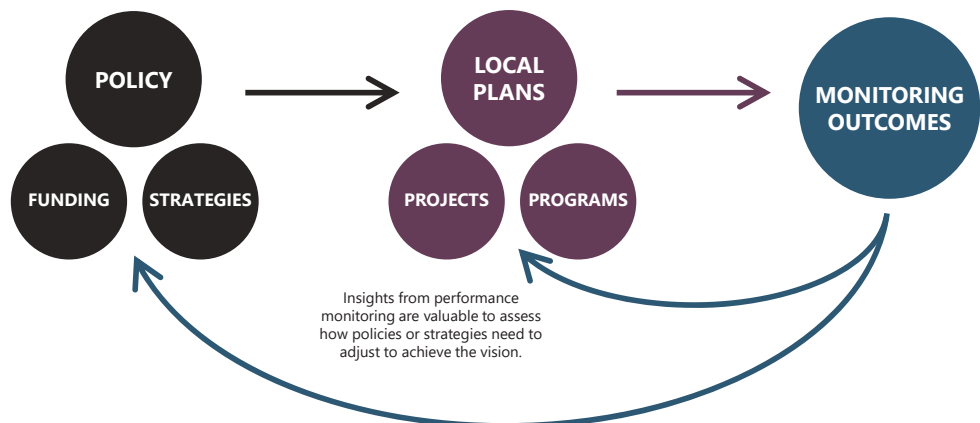 POLICY
FUNDING
STRATEGIES
LOCAL
PLANS
PROJECTS
PROGRAMS
MONITORING
OUTCOMES
Insights from performance
monitoring are valuable to assess
how policies or strategies need to
adjust to achieve the vision.